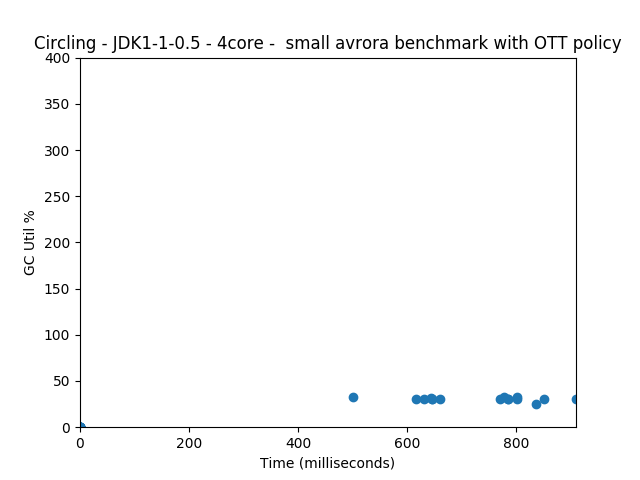 Circling - JDK1-1-0.5 - 4core -  small avrora benchmark with OTT policy
400
350
300
250
200
150
100
50
0
GC Util %
0 200 400 600 800
Time (milliseconds)